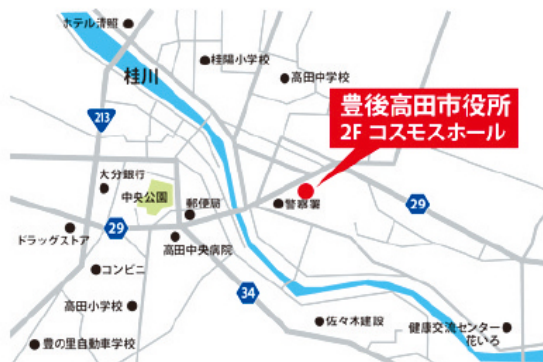 ホテル清照
桂陽小学校
桂川
高田中学校
豊後高田市役所
2F コスモスホール
213
大分銀行
中央公園
郵便局
警察署
29
ドラッグストア
29
高田中央病院
コンビニ
34
高田小学校
佐々木建設
健康交流センター
花いろ
豊の里自動車学校